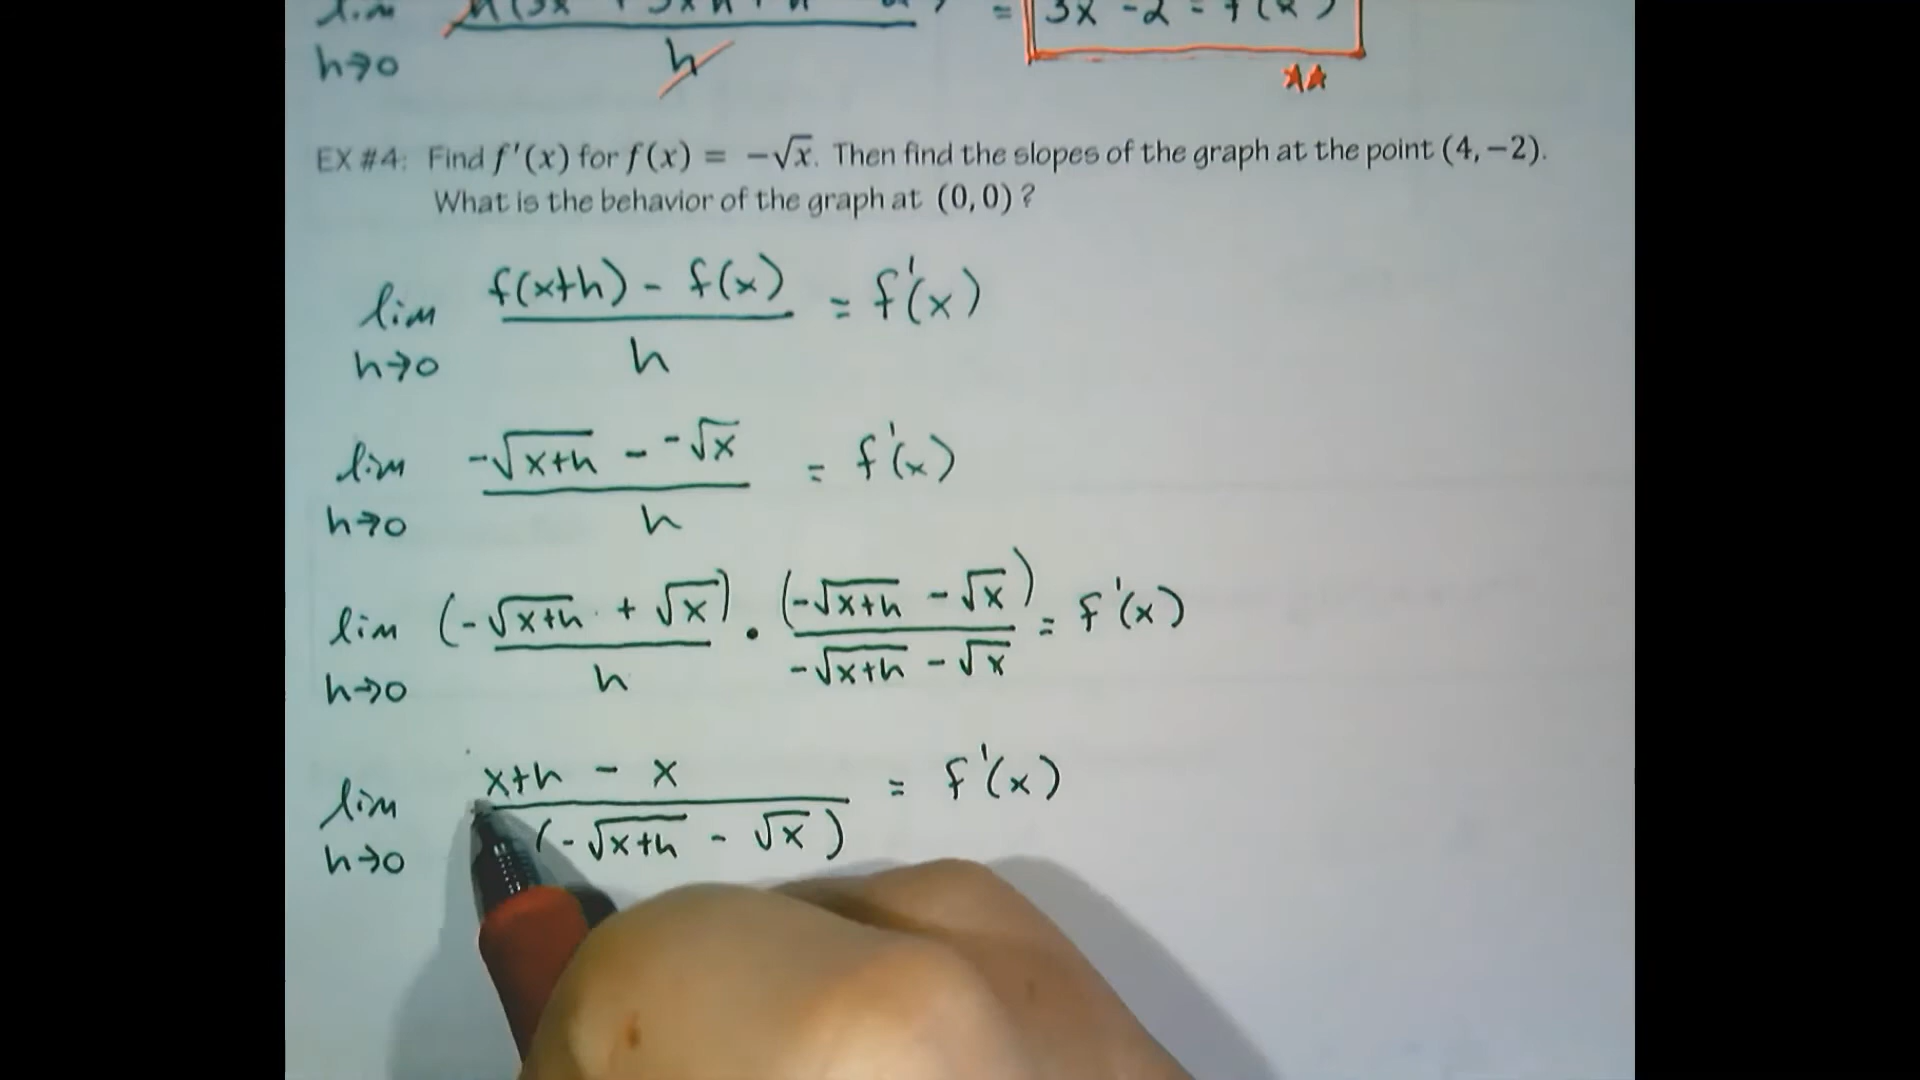 lim
h→0
h
= 3x - 2 = f'(x)
★★
EX #4: Find f'(x) for f(x) = −√x. Then find the slopes of the graph at the point (4, −2).
What is the behavior of the graph at (0, 0)?
lim f(x+h) - f(x) = f'(x)
h→0 h
lim -√x+h - -√x = f'(x)
h→0 h
lim (-√x+h + √x) · (-√x+h - √x) = f'(x)
h→0 h -√x+h - √x
lim x+h - x = f'(x)
h→0 (-√x+h - √x)